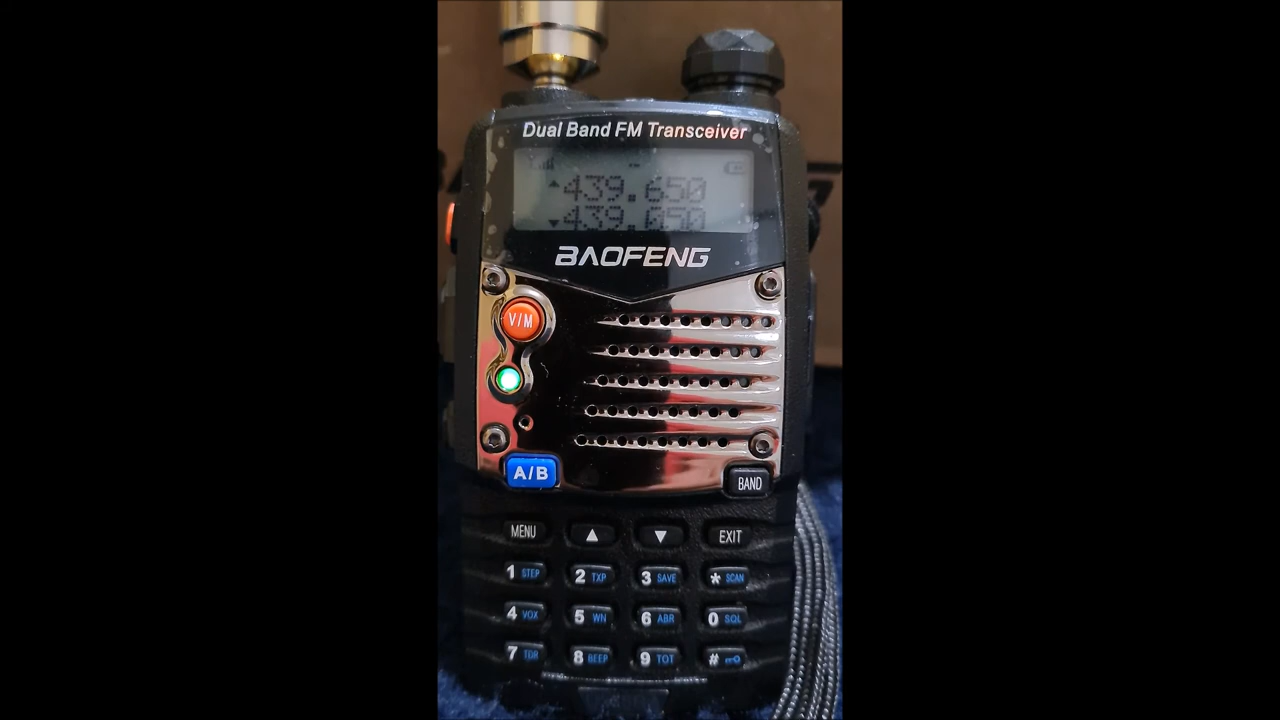 Dual Band FM Transceiver
439.650
439.050
BAOFENG
V/M
A/B
BAND
MENU ▲ ▼ EXIT
1 STEP 2 TXP 3 SAVE * SCAN
4 VOX 5 WN 6 ABR 0 SQL
7 TDR 8 BEEP 9 TOT #